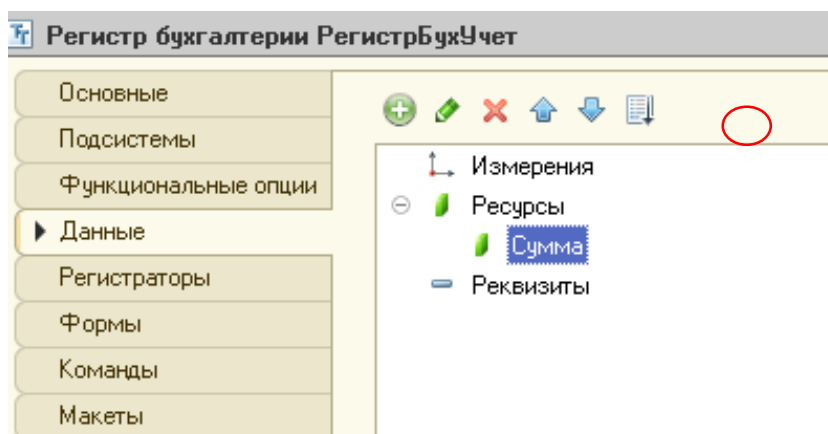 Регистр бухгалтерии РегистрБухУчет
Основные
Подсистемы
Функциональные опции
Данные
Регистраторы
Формы
Команды
Макеты
Измерения
Ресурсы
Сумма
Реквизиты